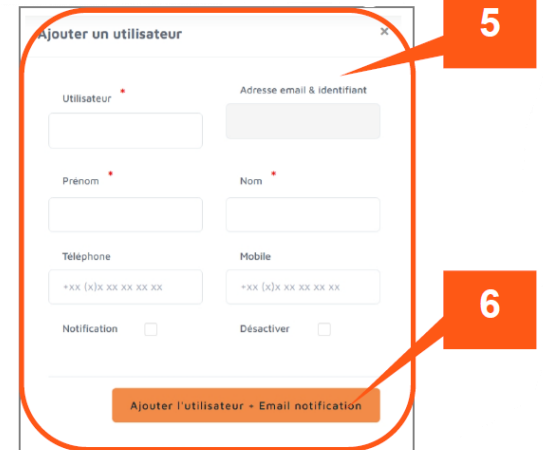 Ajouter un utilisateur ×
5
Utilisateur * Adresse email & identifiant
Prénom * Nom *
Téléphone Mobile
+xx (x)x xx xx xx xx +xx (x)x xx xx xx xx
Notification Désactiver
6
Ajouter l'utilisateur + Email notification